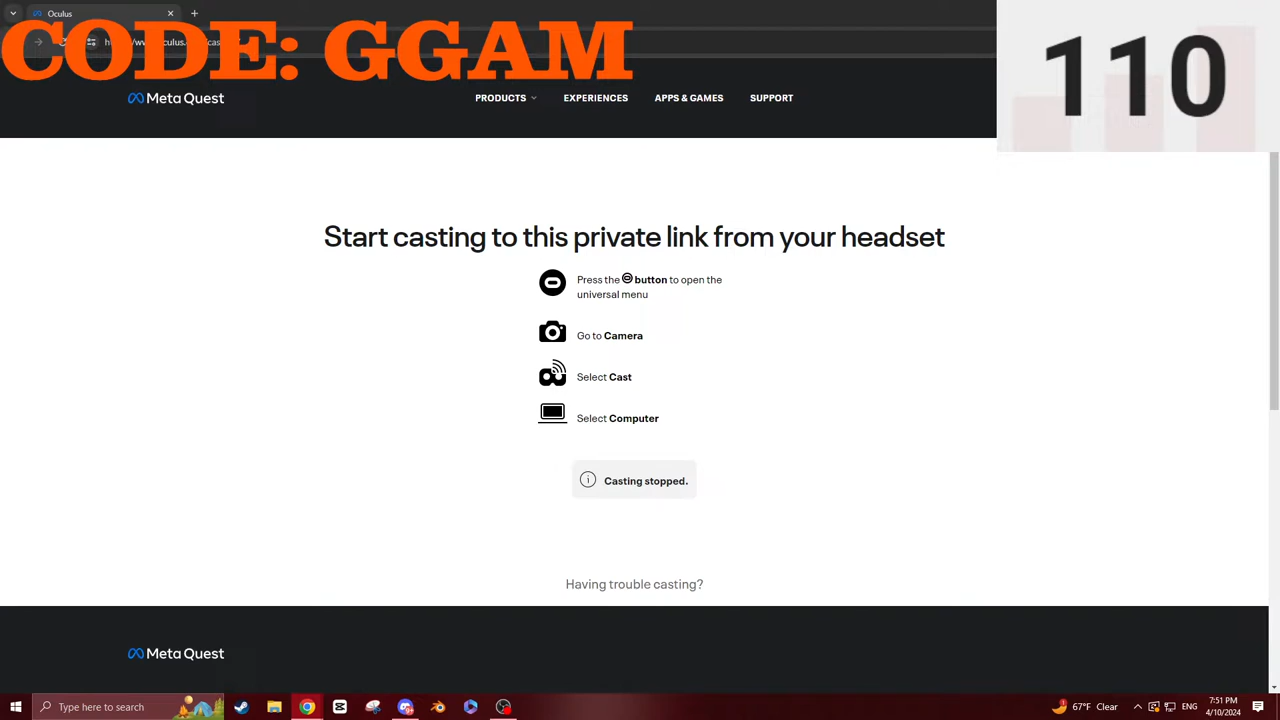 Oculus
CODE: GGAM
110
Meta Quest
PRODUCTS
EXPERIENCES
APPS & GAMES
SUPPORT
Start casting to this private link from your headset
Press the button to open the
universal menu
Go to Camera
Select Cast
Select Computer
Casting stopped.
Having trouble casting?
Meta Quest
Type here to search
67°F Clear
ENG
7:51 PM
4/10/2024